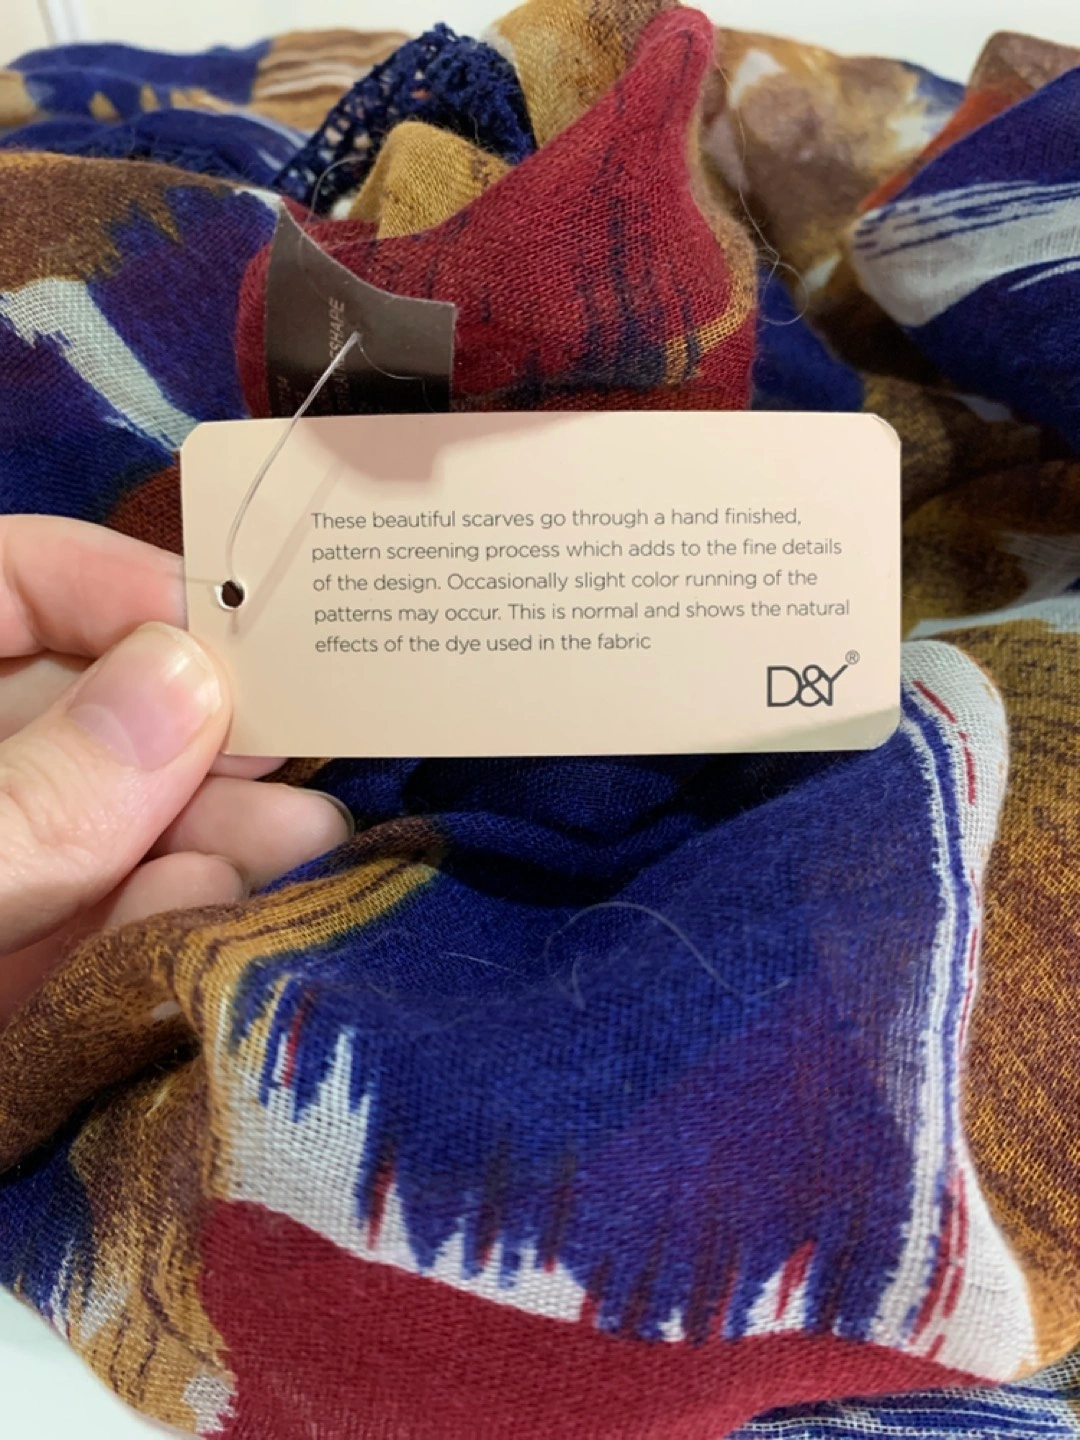 These beautiful scarves go through a hand finished,
pattern screening process which adds to the fine details
of the design. Occasionally slight color running of the
patterns may occur. This is normal and shows the natural
effects of the dye used in the fabric
D&Y®